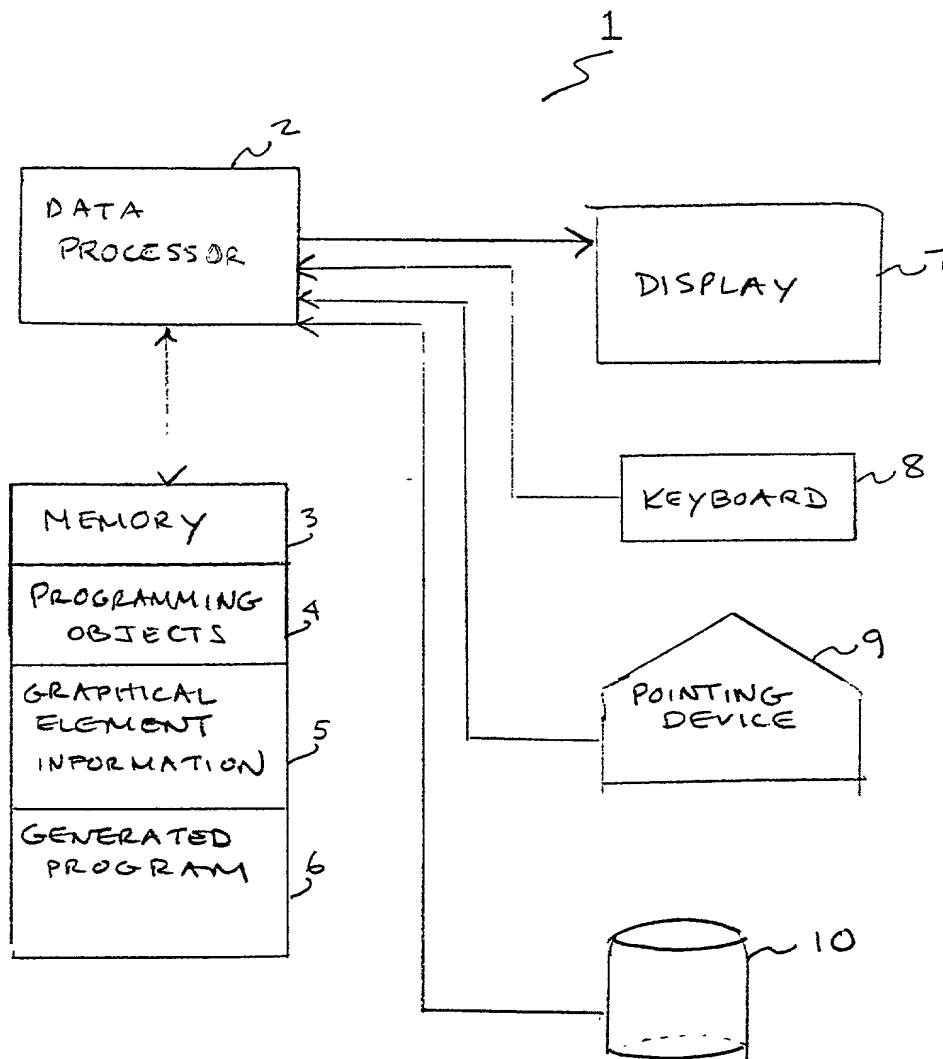 1
2
DATA
PROCESSOR
7
DISPLAY
8
KEYBOARD
MEMORY
3
PROGRAMMING
OBJECTS
4
GRAPHICAL
ELEMENT
INFORMATION
5
GENERATED
PROGRAM
6
9
POINTING
DEVICE
10